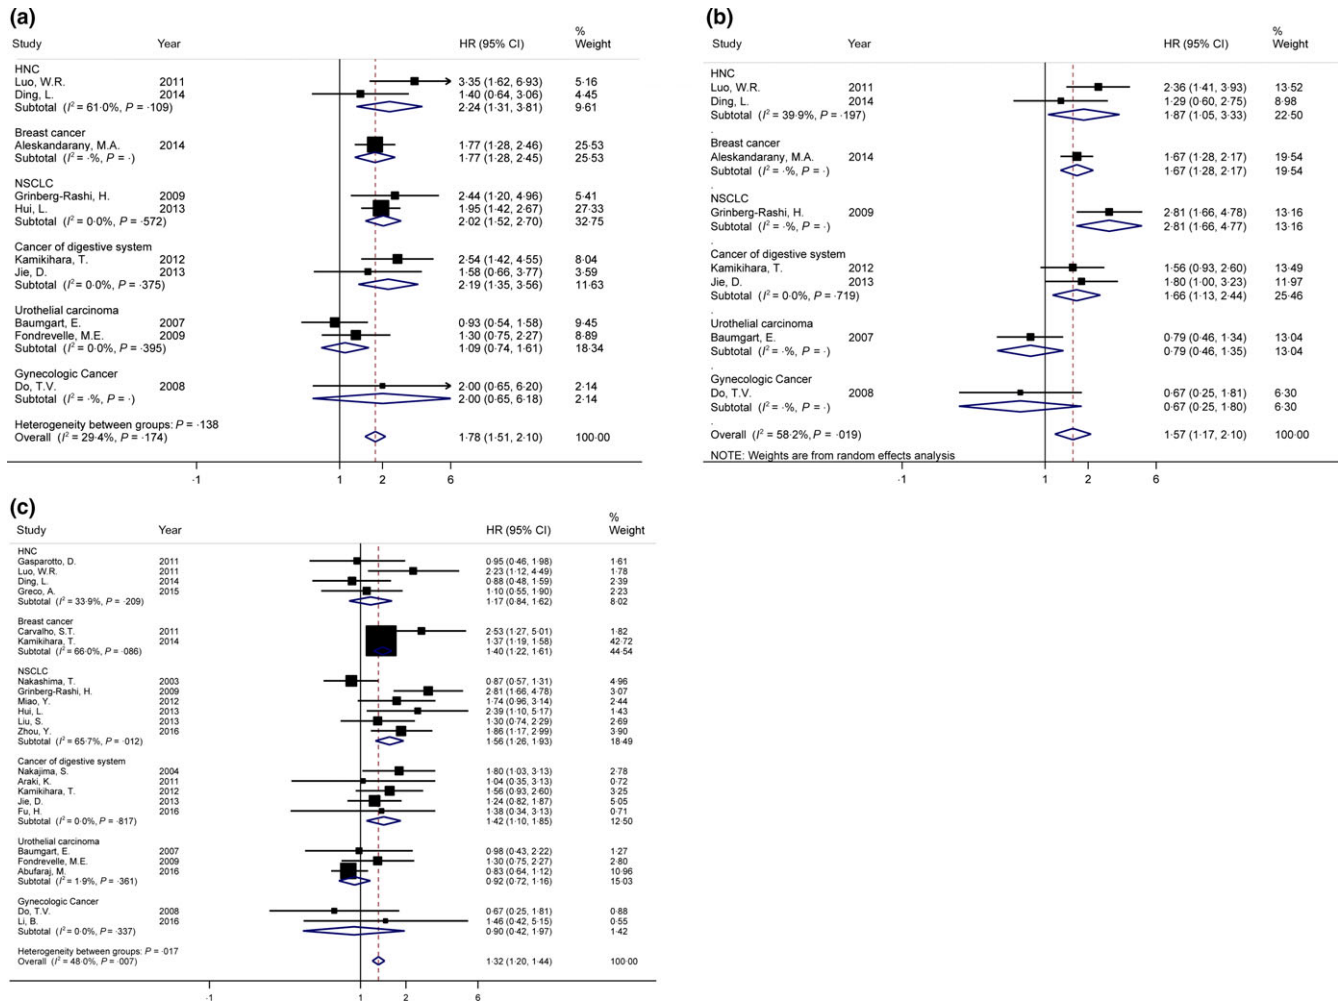 (a)
Study Year HR (95% CI) % Weight
HNC
Luo, W.R. 2011 3·35 (1·62, 6·93) 5·16
Ding, L. 2014 1·40 (0·64, 3·06) 4·45
Subtotal (I² = 61·0%, P = ·109) 2·24 (1·31, 3·81) 9·61
Breast cancer
Aleskandarany, M.A. 2014 1·77 (1·28, 2·46) 25·53
Subtotal (I² = ·%, P = ·) 1·77 (1·28, 2·45) 25·53
NSCLC
Grinberg-Rashi, H. 2009 2·44 (1·20, 4·96) 5·41
Hui, L. 2013 1·95 (1·42, 2·67) 27·33
Subtotal (I² = 0·0%, P = ·572) 2·02 (1·52, 2·70) 32·75
Cancer of digestive system
Kamikihara, T. 2012 2·54 (1·42, 4·55) 8·04
Jie, D. 2013 1·58 (0·66, 3·77) 3·59
Subtotal (I² = 0·0%, P = ·375) 2·19 (1·35, 3·56) 11·63
Urothelial carcinoma
Baumgart, E. 2007 0·93 (0·54, 1·58) 9·45
Fondrevelle, M.E. 2009 1·30 (0·75, 2·27) 8·89
Subtotal (I² = 0·0%, P = ·395) 1·09 (0·74, 1·61) 18·34
Gynecologic Cancer
Do, T.V. 2008 2·00 (0·65, 6·20) 2·14
Subtotal (I² = ·%, P = ·) 2·00 (0·65, 6·18) 2·14
Heterogeneity between groups: P = ·138
Overall (I² = 29·4%, P = ·174) 1·78 (1·51, 2·10) 100·00
·1 1 2 6
(b)
Study Year HR (95% CI) % Weight
HNC
Luo, W.R. 2011 2·36 (1·41, 3·93) 13·52
Ding, L. 2014 1·29 (0·60, 2·75) 8·98
Subtotal (I² = 39·9%, P = ·197) 1·87 (1·05, 3·33) 22·50
.
Breast cancer
Aleskandarany, M.A. 2014 1·67 (1·28, 2·17) 19·54
Subtotal (I² = ·%, P = ·) 1·67 (1·28, 2·17) 19·54
.
NSCLC
Grinberg-Rashi, H. 2009 2·81 (1·66, 4·78) 13·16
Subtotal (I² = ·%, P = ·) 2·81 (1·66, 4·77) 13·16
.
Cancer of digestive system
Kamikihara, T. 2012 1·56 (0·93, 2·60) 13·49
Jie, D. 2013 1·80 (1·00, 3·23) 11·97
Subtotal (I² = 0·0%, P = ·719) 1·66 (1·13, 2·44) 25·46
.
Urothelial carcinoma
Baumgart, E. 2007 0·79 (0·46, 1·34) 13·04
Subtotal (I² = ·%, P = ·) 0·79 (0·46, 1·35) 13·04
.
Gynecologic Cancer
Do, T.V. 2008 0·67 (0·25, 1·81) 6·30
Subtotal (I² = ·%, P = ·) 0·67 (0·25, 1·80) 6·30
.
Overall (I² = 58·2%, P = ·019) 1·57 (1·17, 2·10) 100·00
NOTE: Weights are from random effects analysis
·1 1 2 6
(c)
Study Year HR (95% CI) % Weight
HNC
Gasparotto, D. 2011 0·95 (0·46, 1·98) 1·61
Luo, W.R. 2011 2·23 (1·12, 4·49) 1·78
Ding, L. 2014 0·88 (0·48, 1·59) 2·39
Greco, A. 2015 1·10 (0·55, 1·90) 2·23
Subtotal (I² = 33·9%, P = ·209) 1·17 (0·84, 1·62) 8·02
Breast cancer
Carvalho, S.T. 2011 2·53 (1·27, 5·01) 1·82
Kamikihara, T. 2014 1·37 (1·19, 1·58) 42·72
Subtotal (I² = 66·0%, P = ·086) 1·40 (1·22, 1·61) 44·54
NSCLC
Nakashima, T. 2003 0·87 (0·57, 1·31) 4·96
Grinberg-Rashi, H. 2009 2·81 (1·66, 4·78) 3·07
Miao, Y. 2012 1·74 (0·96, 3·14) 2·44
Hui, L. 2013 2·39 (1·10, 5·17) 1·43
Liu, S. 2013 1·30 (0·74, 2·29) 2·69
Zhou, Y. 2016 1·86 (1·17, 2·99) 3·90
Subtotal (I² = 65·7%, P = ·012) 1·56 (1·26, 1·93) 18·49
Cancer of digestive system
Nakajima, S. 2004 1·80 (1·03, 3·13) 2·78
Araki, K. 2011 1·04 (0·35, 3·13) 0·72
Kamikihara, T. 2012 1·56 (0·93, 2·60) 3·25
Jie, D. 2013 1·24 (0·82, 1·87) 5·05
Fu, H. 2016 1·38 (0·34, 3·13) 0·71
Subtotal (I² = 0·0%, P = ·817) 1·42 (1·10, 1·85) 12·50
Urothelial carcinoma
Baumgart, E. 2007 0·98 (0·43, 2·22) 1·27
Fondrevelle, M.E. 2009 1·30 (0·75, 2·27) 2·80
Abufaraj, M. 2016 0·83 (0·64, 1·12) 10·96
Subtotal (I² = 1·9%, P = ·361) 0·92 (0·72, 1·16) 15·03
Gynecologic Cancer
Do, T.V. 2008 0·67 (0·25, 1·81) 0·88
Li, B. 2016 1·46 (0·42, 5·15) 0·55
Subtotal (I² = 0·0%, P = ·337) 0·90 (0·42, 1·97) 1·42
Heterogeneity between groups: P = ·017
Overall (I² = 48·0%, P = ·007) 1·32 (1·20, 1·44) 100·00
·1 1 2 6